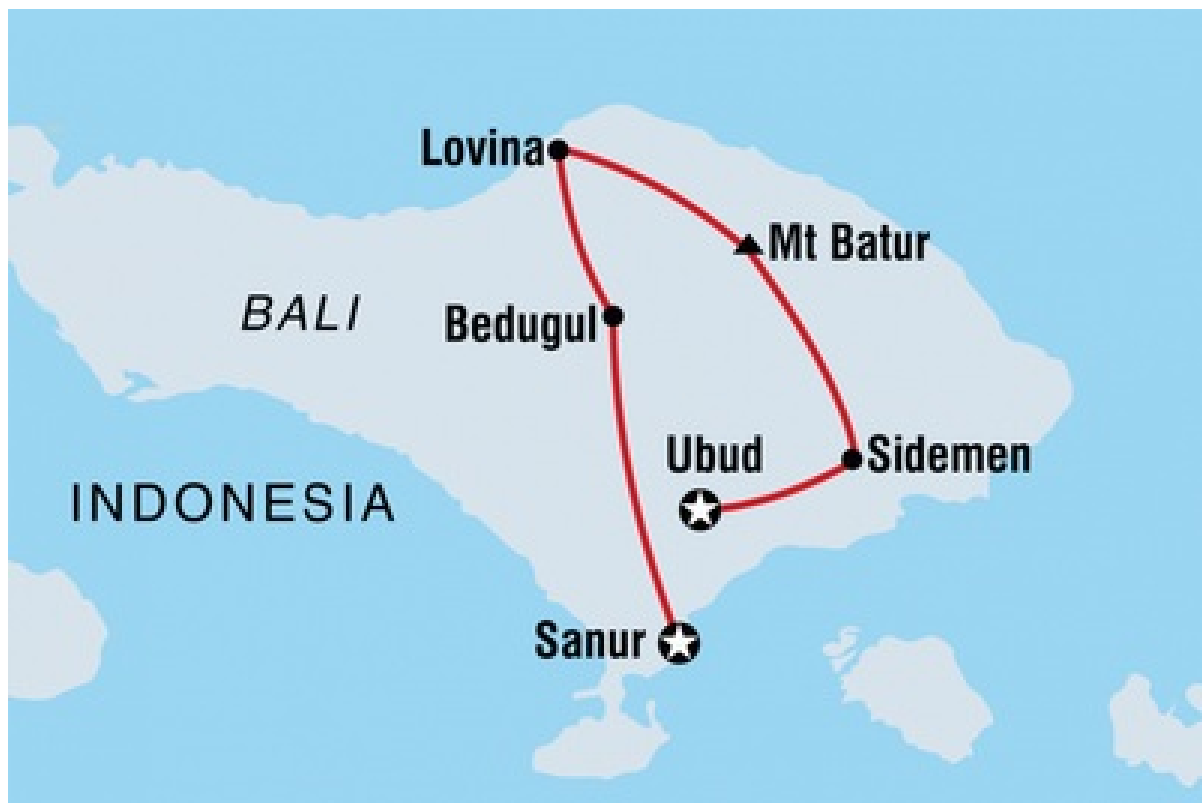 Lovina
Mt Batur
BALI
Bedugul
Ubud
Sidemen
INDONESIA
Sanur